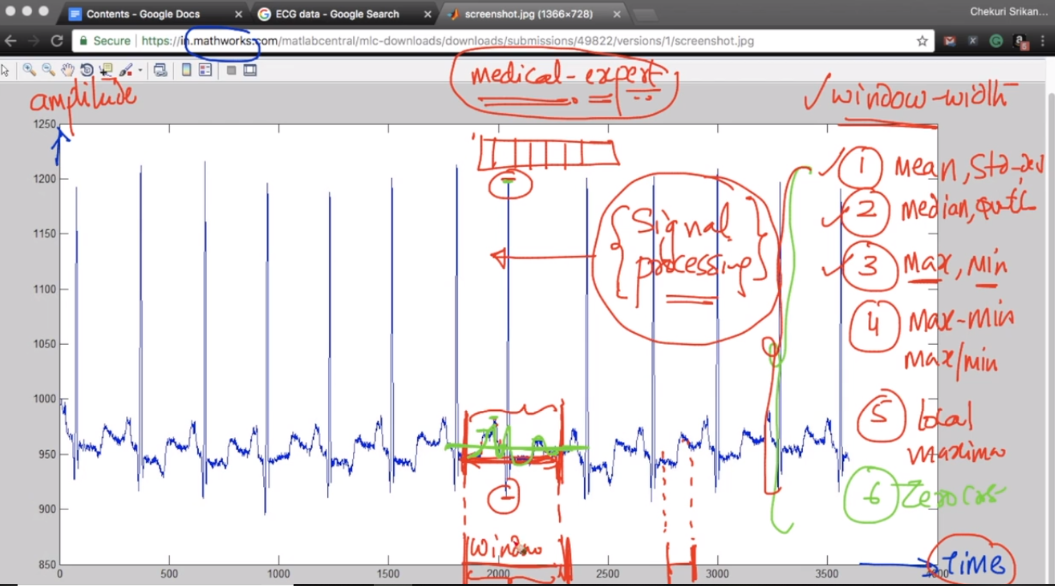 Contents - Google Docs
ECG data - Google Search
screenshot.jpg (1366×728)
Chekuri Srikan...
Secure
https://in.mathworks.com/matlabcentral/mlc-downloads/downloads/submissions/49822/versions/1/screenshot.jpg
amplitude
medical-expert
window-width
1250
1200
1150
1100
1050
1000
950
900
850
0
500
1000
1500
2000
2500
3000
3500
Signal
processing
1 Mean, Std-dev
2 median,
3 Max, Min
4 Max-Min
max/min
5 Local
maxima
6 Zero
window
Time